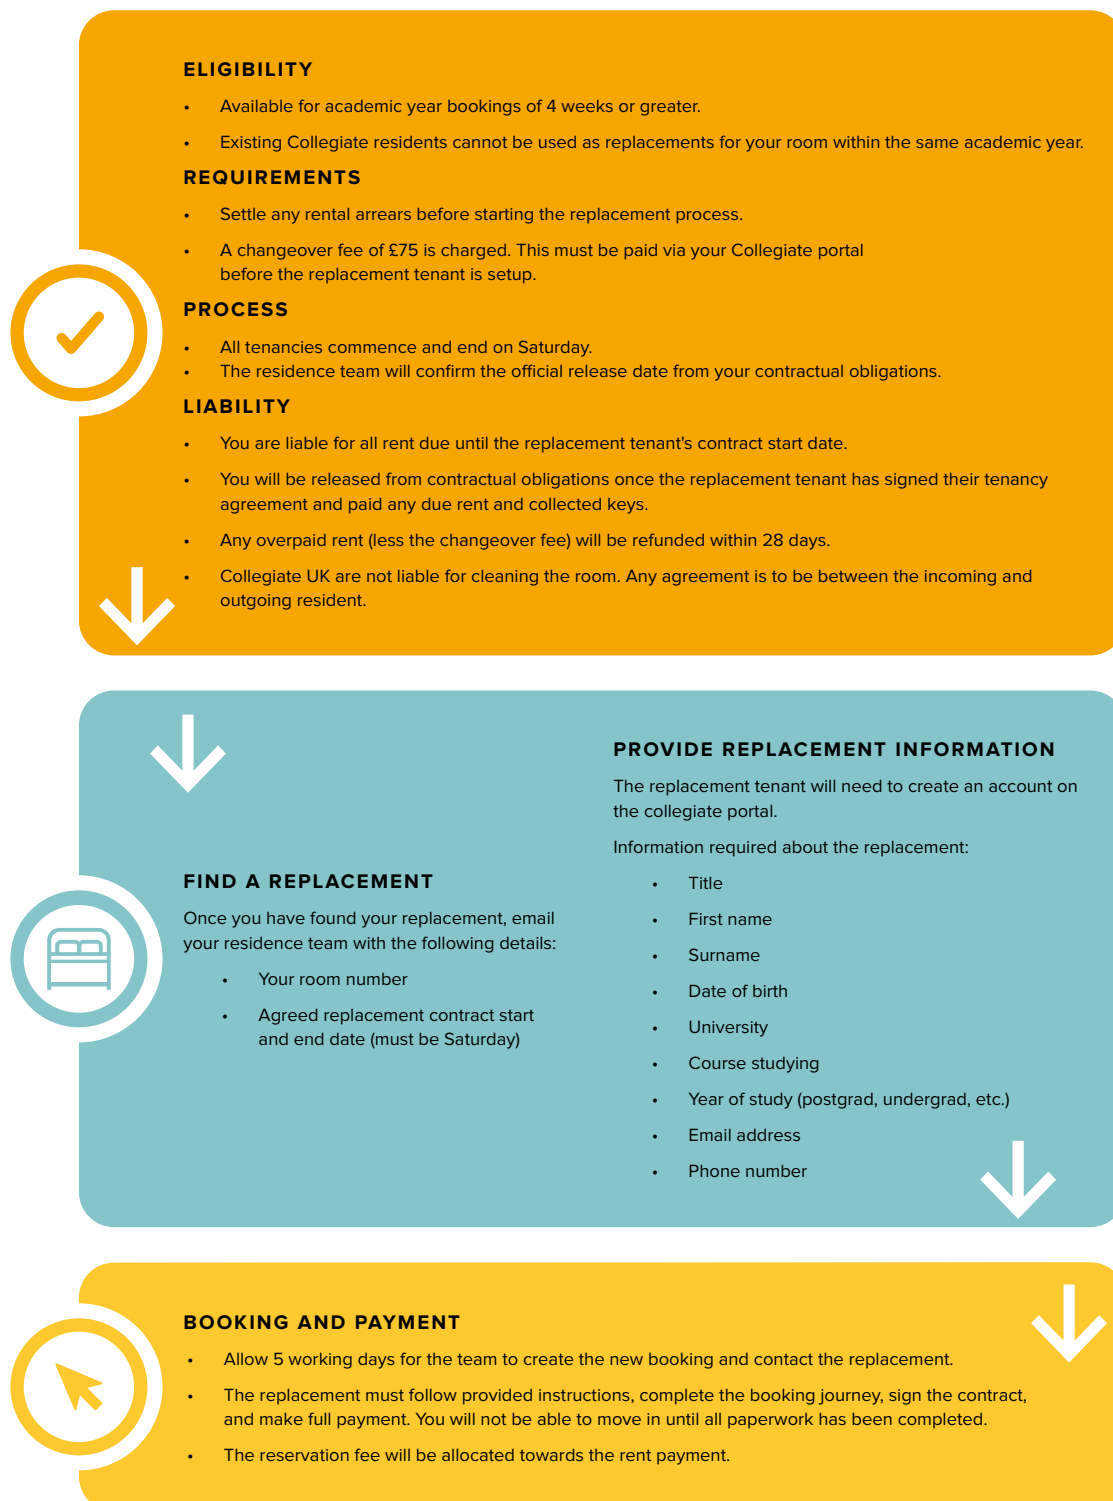 ELIGIBILITY
• Available for academic year bookings of 4 weeks or greater.
• Existing Collegiate residents cannot be used as replacements for your room within the same academic year.
REQUIREMENTS
• Settle any rental arrears before starting the replacement process.
• A changeover fee of £75 is charged. This must be paid via your Collegiate portal
before the replacement tenant is setup.
PROCESS
• All tenancies commence and end on Saturday.
• The residence team will confirm the official release date from your contractual obligations.
LIABILITY
• You are liable for all rent due until the replacement tenant's contract start date.
• You will be released from contractual obligations once the replacement tenant has signed their tenancy
agreement and paid any due rent and collected keys.
• Any overpaid rent (less the changeover fee) will be refunded within 28 days.
• Collegiate UK are not liable for cleaning the room. Any agreement is to be between the incoming and
outgoing resident.
FIND A REPLACEMENT
Once you have found your replacement, email
your residence team with the following details:
• Your room number
• Agreed replacement contract start
and end date (must be Saturday)
PROVIDE REPLACEMENT INFORMATION
The replacement tenant will need to create an account on
the collegiate portal.
Information required about the replacement:
• Title
• First name
• Surname
• Date of birth
• University
• Course studying
• Year of study (postgrad, undergrad, etc.)
• Email address
• Phone number
BOOKING AND PAYMENT
• Allow 5 working days for the team to create the new booking and contact the replacement.
• The replacement must follow provided instructions, complete the booking journey, sign the contract,
and make full payment. You will not be able to move in until all paperwork has been completed.
• The reservation fee will be allocated towards the rent payment.